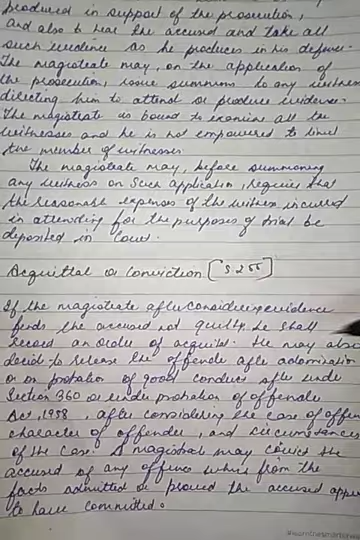 produced in support of the prosecution,
and also to hear the accused and take all
such evidence as he produces in his defense.
The magistrate may, on the application of
the prosecution, issue summons to any witness
directing him to attend or produce evidence.
The magistrate is bound to examine all the
witnesses and he is not empowered to limit
the member of witnesses.
The magistrate may, before summoning
any witness on such application, require that
the reasonable expenses of the witness incurred
in attending for the purposes of trial be
deposited in Court.
Acquittal or Conviction [S 255]
If the magistrate after considering evidence
finds the accused not guilty, he shall
record an order of acquittal. He may also
decide to release the offender after admonition
or on probation of good conduct after under
Section 360 or under probation of offender
Act, 1958, after considering the case of offen
character of offender, and circumstances
of the case. A magistrate may convict the
accused of any offence which from the
facts admitted or proved the accused appear
to have committed.